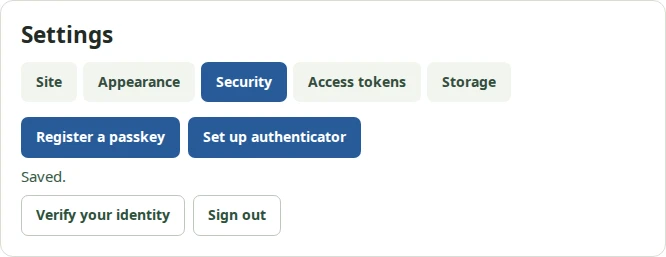 Settings
Site Appearance Security Access tokens Storage
Register a passkey Set up authenticator
Saved.
Verify your identity Sign out